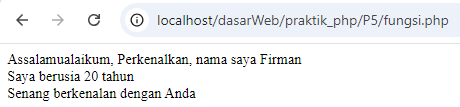 localhost/dasarWeb/praktik_php/P5/fungsi.php
Assalamualaikum, Perkenalkan, nama saya Firman
Saya berusia 20 tahun
Senang berkenalan dengan Anda